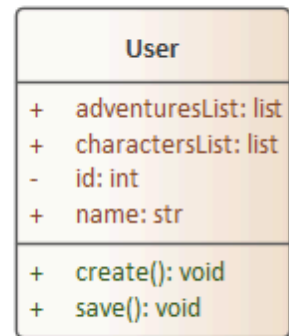 User
+ adventuresList: list
+ charactersList: list
- id: int
+ name: str
+ create(): void
+ save(): void